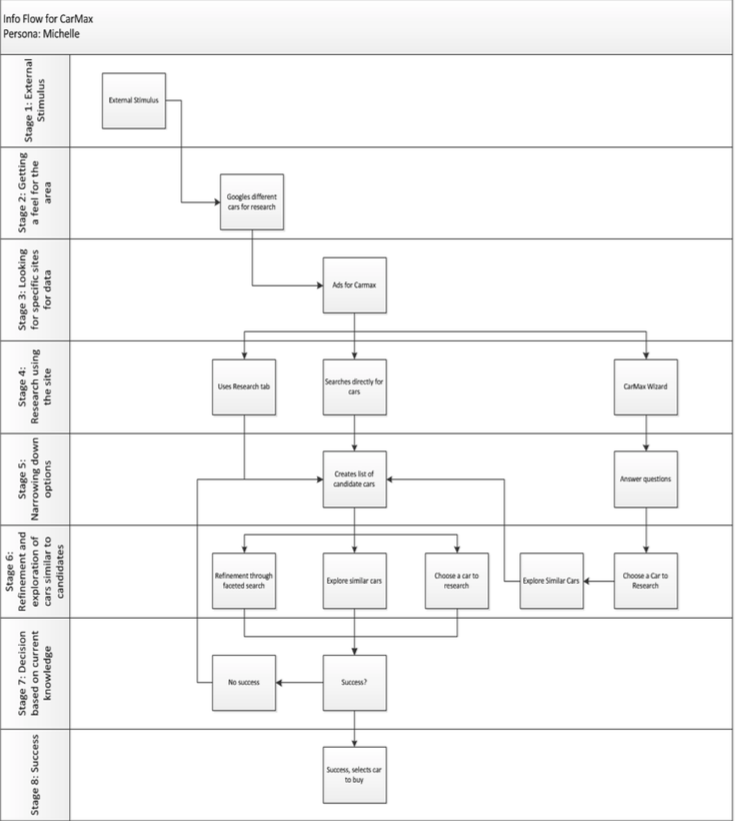 Info Flow for CarMax
Persona: Michelle
Stage 1: External
Stimulus
External Stimulus
Stage 2: Getting
a feel for the
area
Googles different
cars for research
Stage 3: Looking
for specific sites
for data
Ads for Carmax
Stage 4:
Research using
the site
Uses Research tab
Searches directly for
cars
CarMax Wizard
Stage 5:
Narrowing down
options
Creates list of
candidate cars
Answer questions
Stage 6:
Refinement and
exploration of
cars similar to
candidates
Refinement through
faceted search
Explore similar cars
Choose a car to
research
Explore Similar Cars
Choose a Car to
Research
Stage 7: Decision
based on current
knowledge
No success
Success?
Stage 8: Success
Success, selects car
to buy